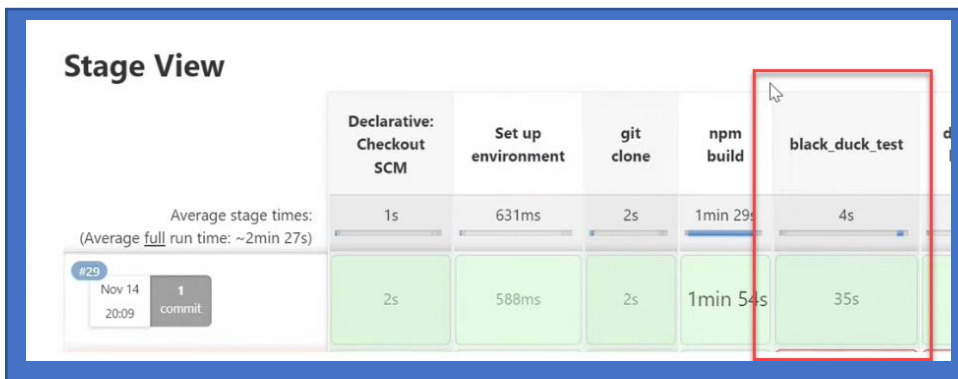 Stage View
Declarative:
Checkout
SCM
Set up
environment
git
clone
npm
build
black_duck_test
Average stage times:
(Average full run time: ~2min 27s)
1s
631ms
2s
1min 29s
4s
#29
Nov 14
20:09
1
commit
2s
588ms
2s
1min 54s
35s